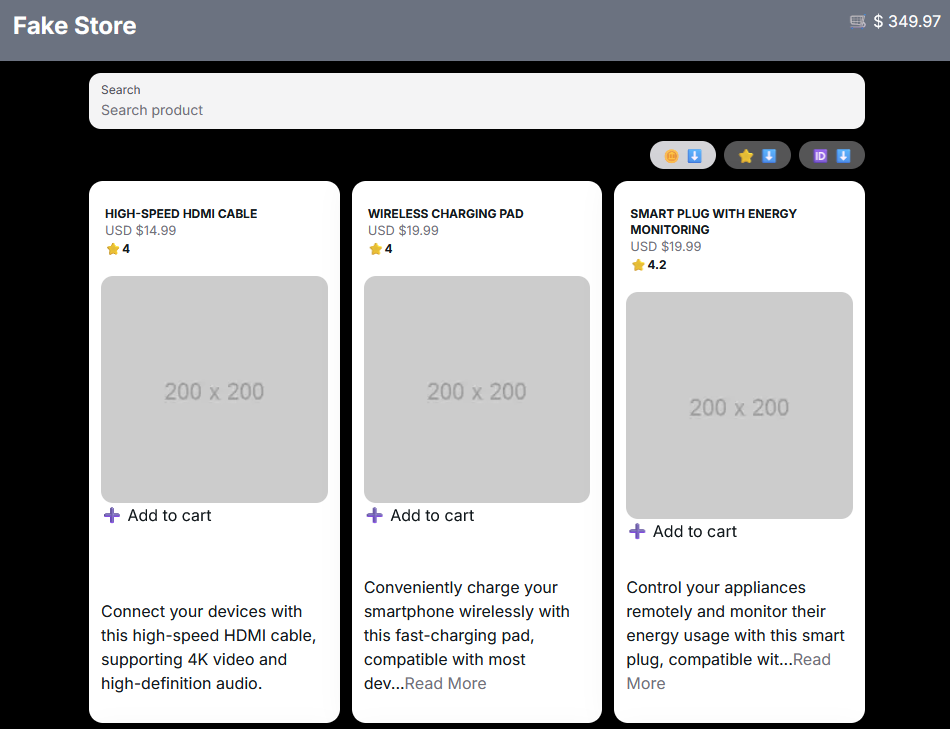 Fake Store
$ 349.97
Search
Search product
🪙 ⬇️
⭐ ⬇️
🆔 ⬇️
HIGH-SPEED HDMI CABLE
USD $14.99
⭐ 4
200 x 200
➕ Add to cart
Connect your devices with
this high-speed HDMI cable,
supporting 4K video and
high-definition audio.
WIRELESS CHARGING PAD
USD $19.99
⭐ 4
200 x 200
➕ Add to cart
Conveniently charge your
smartphone wirelessly with
this fast-charging pad,
compatible with most
dev...Read More
SMART PLUG WITH ENERGY
MONITORING
USD $19.99
⭐ 4.2
200 x 200
➕ Add to cart
Control your appliances
remotely and monitor their
energy usage with this smart
plug, compatible wit...Read
More